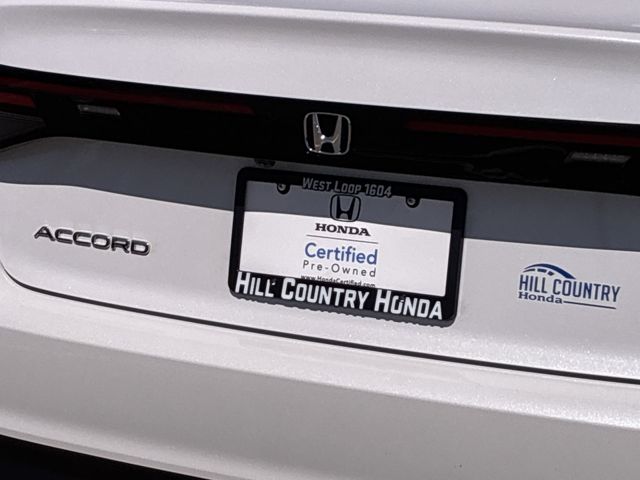 WEST LOOP 1604
HONDA
Certified
Pre-Owned
www.HondaCertified.com
HILL COUNTRY HONDA
ACCORD
HILL COUNTRY
Honda